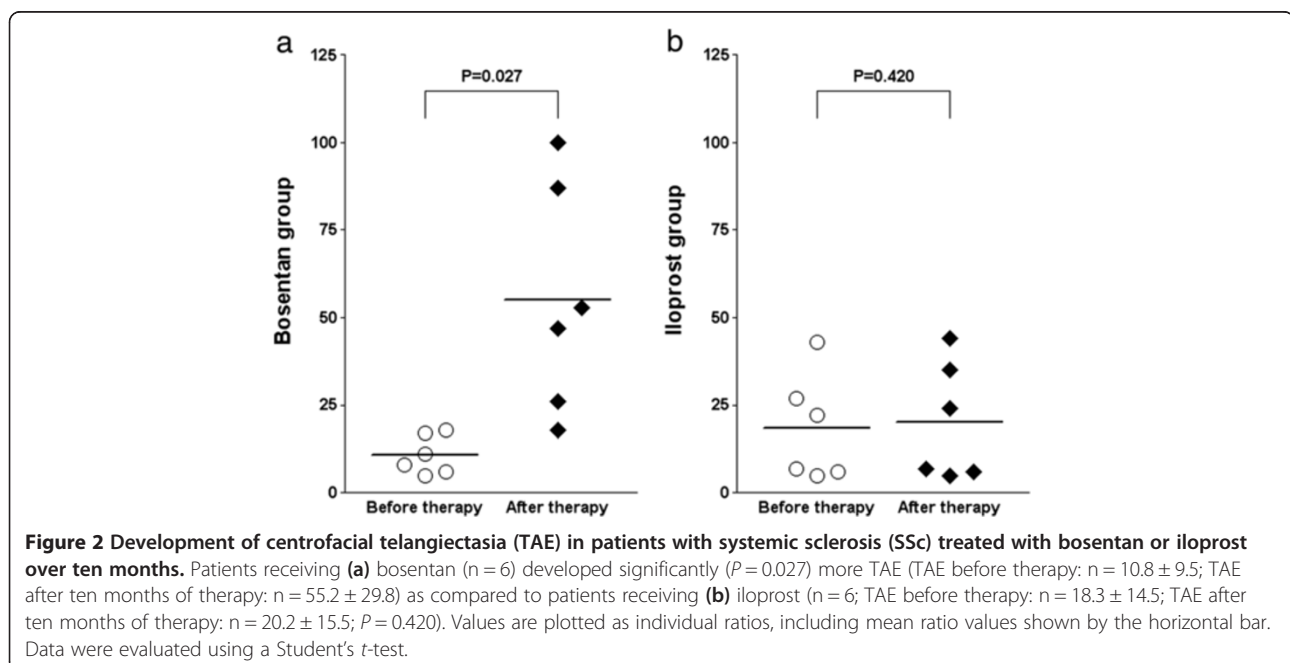 a
b
125
100
75
50
25
0
Bosentan group
P=0.027
Before therapy
After therapy
125
100
75
50
25
0
Iloprost group
P=0.420
Before therapy
After therapy
Figure 2 Development of centrofacial telangiectasia (TAE) in patients with systemic sclerosis (SSc) treated with bosentan or iloprost
over ten months. Patients receiving (a) bosentan (n = 6) developed significantly (P = 0.027) more TAE (TAE before therapy: n = 10.8 ± 9.5; TAE
after ten months of therapy: n = 55.2 ± 29.8) as compared to patients receiving (b) iloprost (n = 6; TAE before therapy: n = 18.3 ± 14.5; TAE after
ten months of therapy: n = 20.2 ± 15.5; P = 0.420). Values are plotted as individual ratios, including mean ratio values shown by the horizontal bar.
Data were evaluated using a Student's t-test.